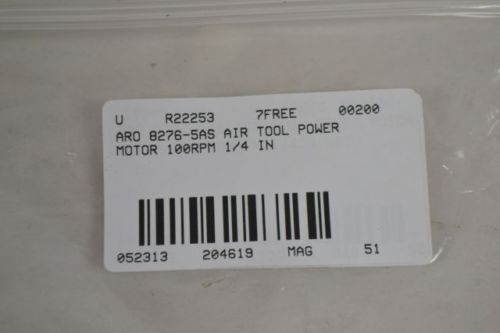 U R22253 7FREE 00200
ARO 8276-5AS AIR TOOL POWER
MOTOR 100RPM 1/4 IN
052313 204619 MAG 51